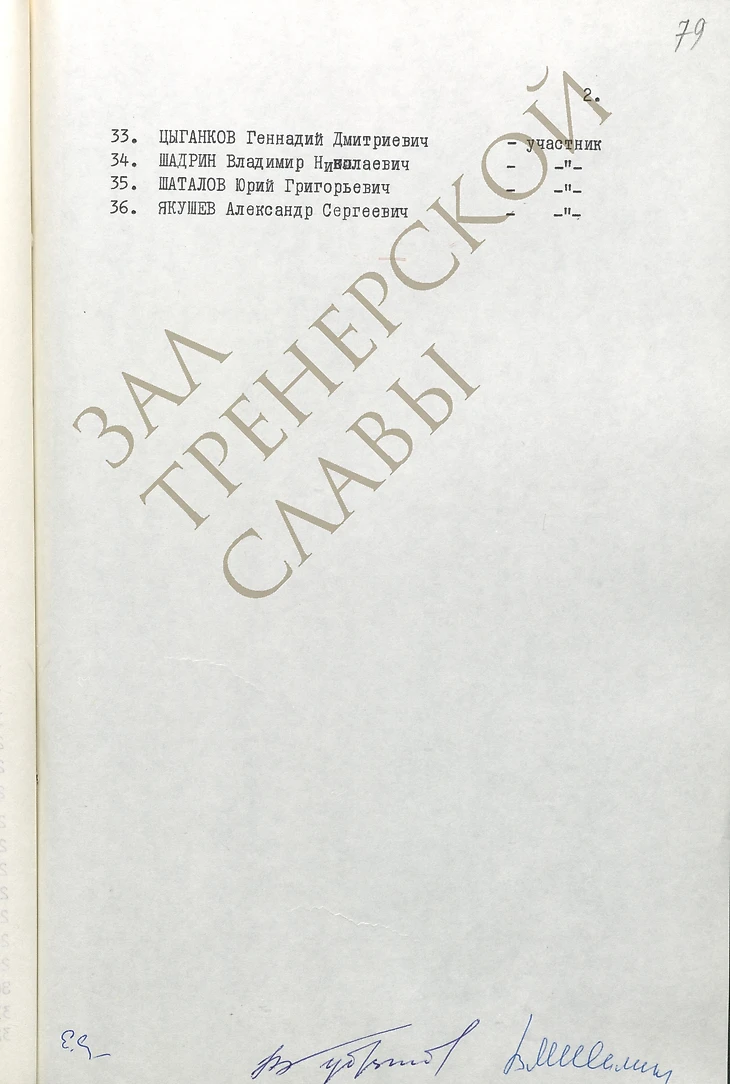 79
2.
33. ЦЫГАНКОВ Геннадий Дмитриевич - участник
34. ШАДРИН Владимир Николаевич - -"-
35. ШАТАЛОВ Юрий Григорьевич - -"-
36. ЯКУШЕВ Александр Сергеевич - -"-
ЗАЛ
ТРЕНЕРСКОЙ
СЛАВЫ